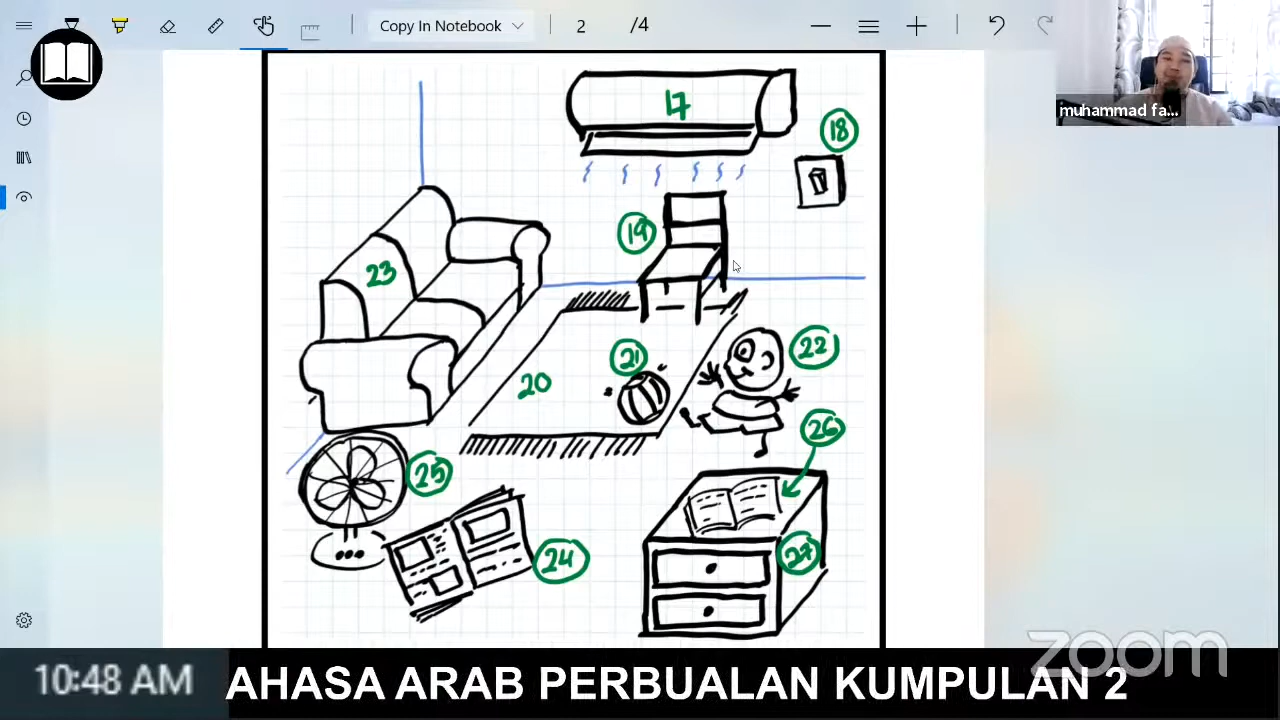 Copy In Notebook
2
/4
muhammad fa...
17
18
19
23
22
21
20
26
25
27
24
zoom
10:48 AM
AHASA ARAB PERBUALAN KUMPULAN 2